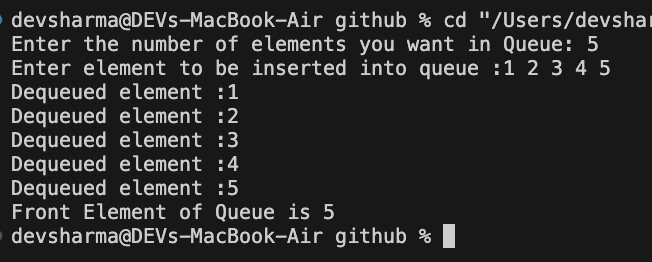 devsharma@DEVs-MacBook-Air github % cd "/Users/devshar
Enter the number of elements you want in Queue: 5
Enter element to be inserted into queue :1 2 3 4 5
Dequeued element :1
Dequeued element :2
Dequeued element :3
Dequeued element :4
Dequeued element :5
Front Element of Queue is 5
devsharma@DEVs-MacBook-Air github %